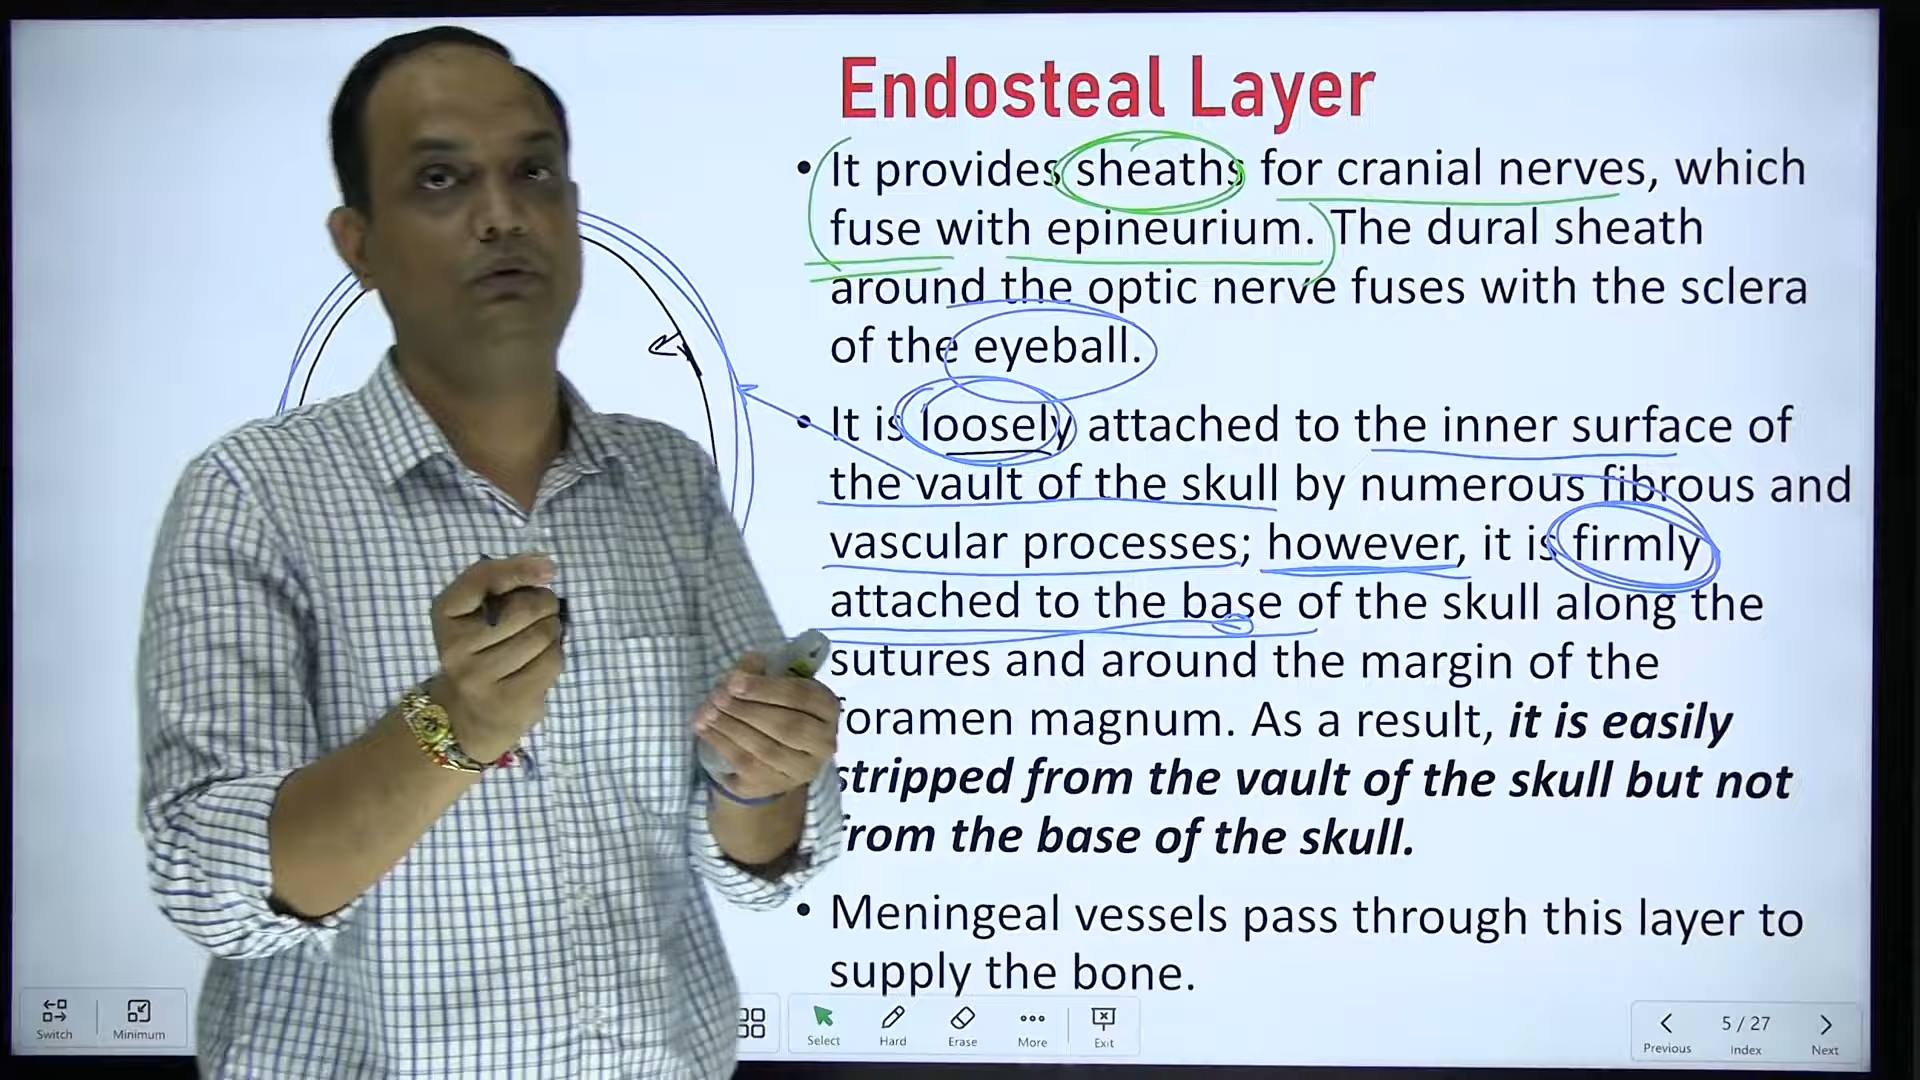 Endosteal Layer
• It provides sheaths for cranial nerves, which
fuse with epineurium. The dural sheath
around the optic nerve fuses with the sclera
of the eyeball.
• It is loosely attached to the inner surface of
the vault of the skull by numerous fibrous and
vascular processes; however, it is firmly
attached to the base of the skull along the
sutures and around the margin of the
foramen magnum. As a result, it is easily
stripped from the vault of the skull but not
from the base of the skull.
• Meningeal vessels pass through this layer to
supply the bone.
Switch
Minimum
Select
Hard
Erase
More
Exit
Previous
5 / 27
Index
Next